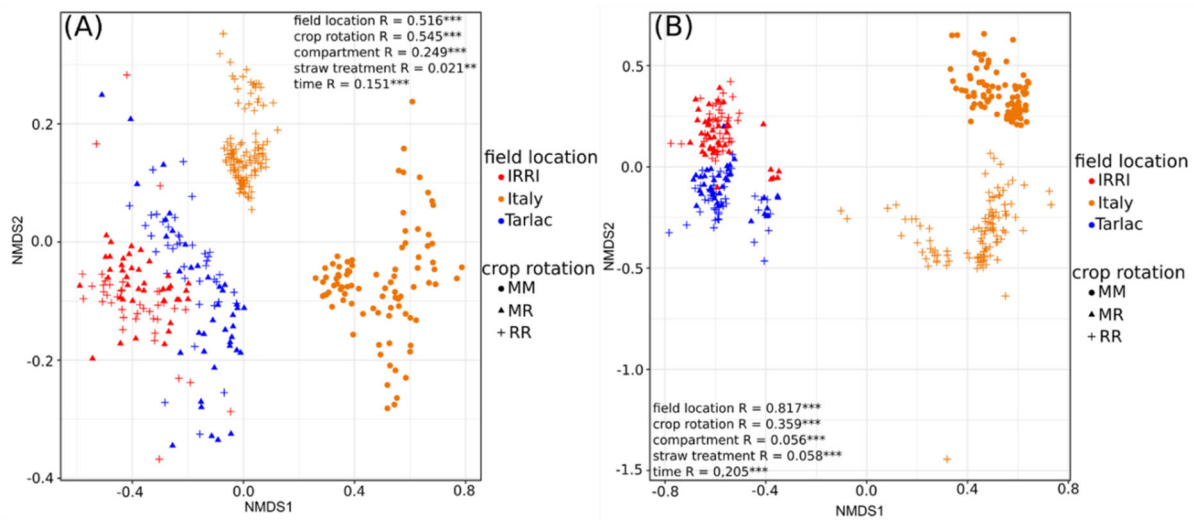 (A)
field location R = 0.516***
crop rotation R = 0.545***
compartment R = 0.249***
straw treatment R = 0.021**
time R = 0.151***
0.2
0.0
-0.2
-0.4
NMDS2
-0.4
0.0
0.4
0.8
NMDS1
field location
IRRI
Italy
Tarlac
crop rotation
MM
MR
RR
(B)
0.5
0.0
-0.5
-1.0
-1.5
NMDS2
field location R = 0.817***
crop rotation R = 0.359***
compartment R = 0.056***
straw treatment R = 0.058***
time R = 0.205***
-0.8
-0.4
0.0
0.4
0.8
NMDS1
field location
IRRI
Italy
Tarlac
crop rotation
MM
MR
RR